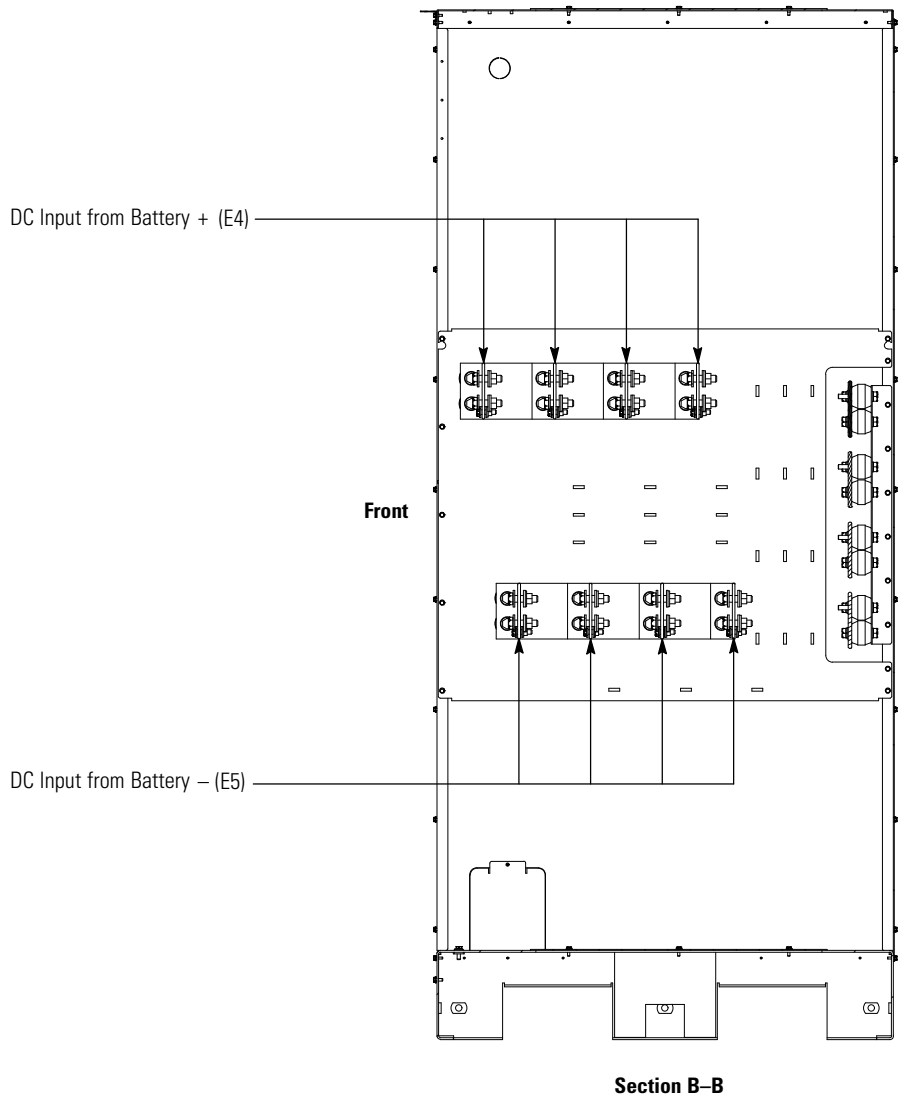 DC Input from Battery + (E4)
Front
DC Input from Battery – (E5)
Section B–B